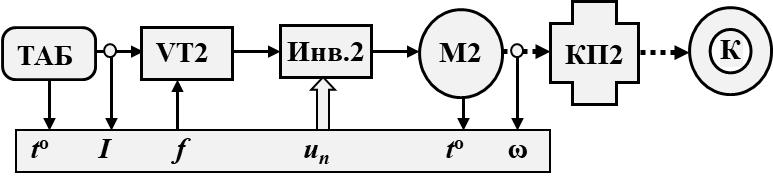 ТАБ VT2 Инв.2 М2 КП2 К
tº I f uₙ tº ω